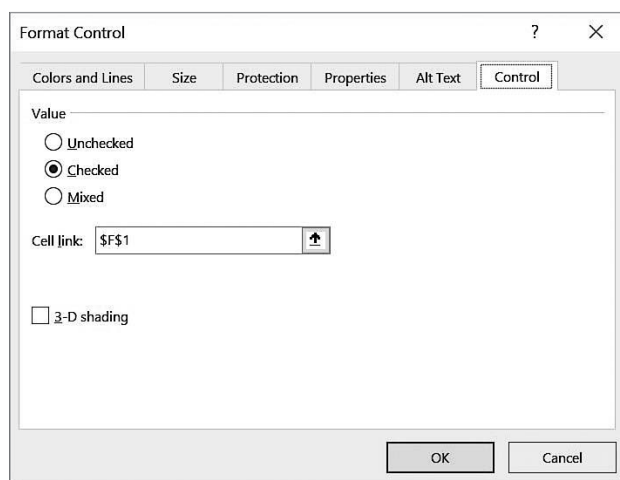 Format Control ?
Colors and Lines Size Protection Properties Alt Text Control
Value
Unchecked
Checked
Mixed
Cell link: $F$1
3-D shading
OK Cancel